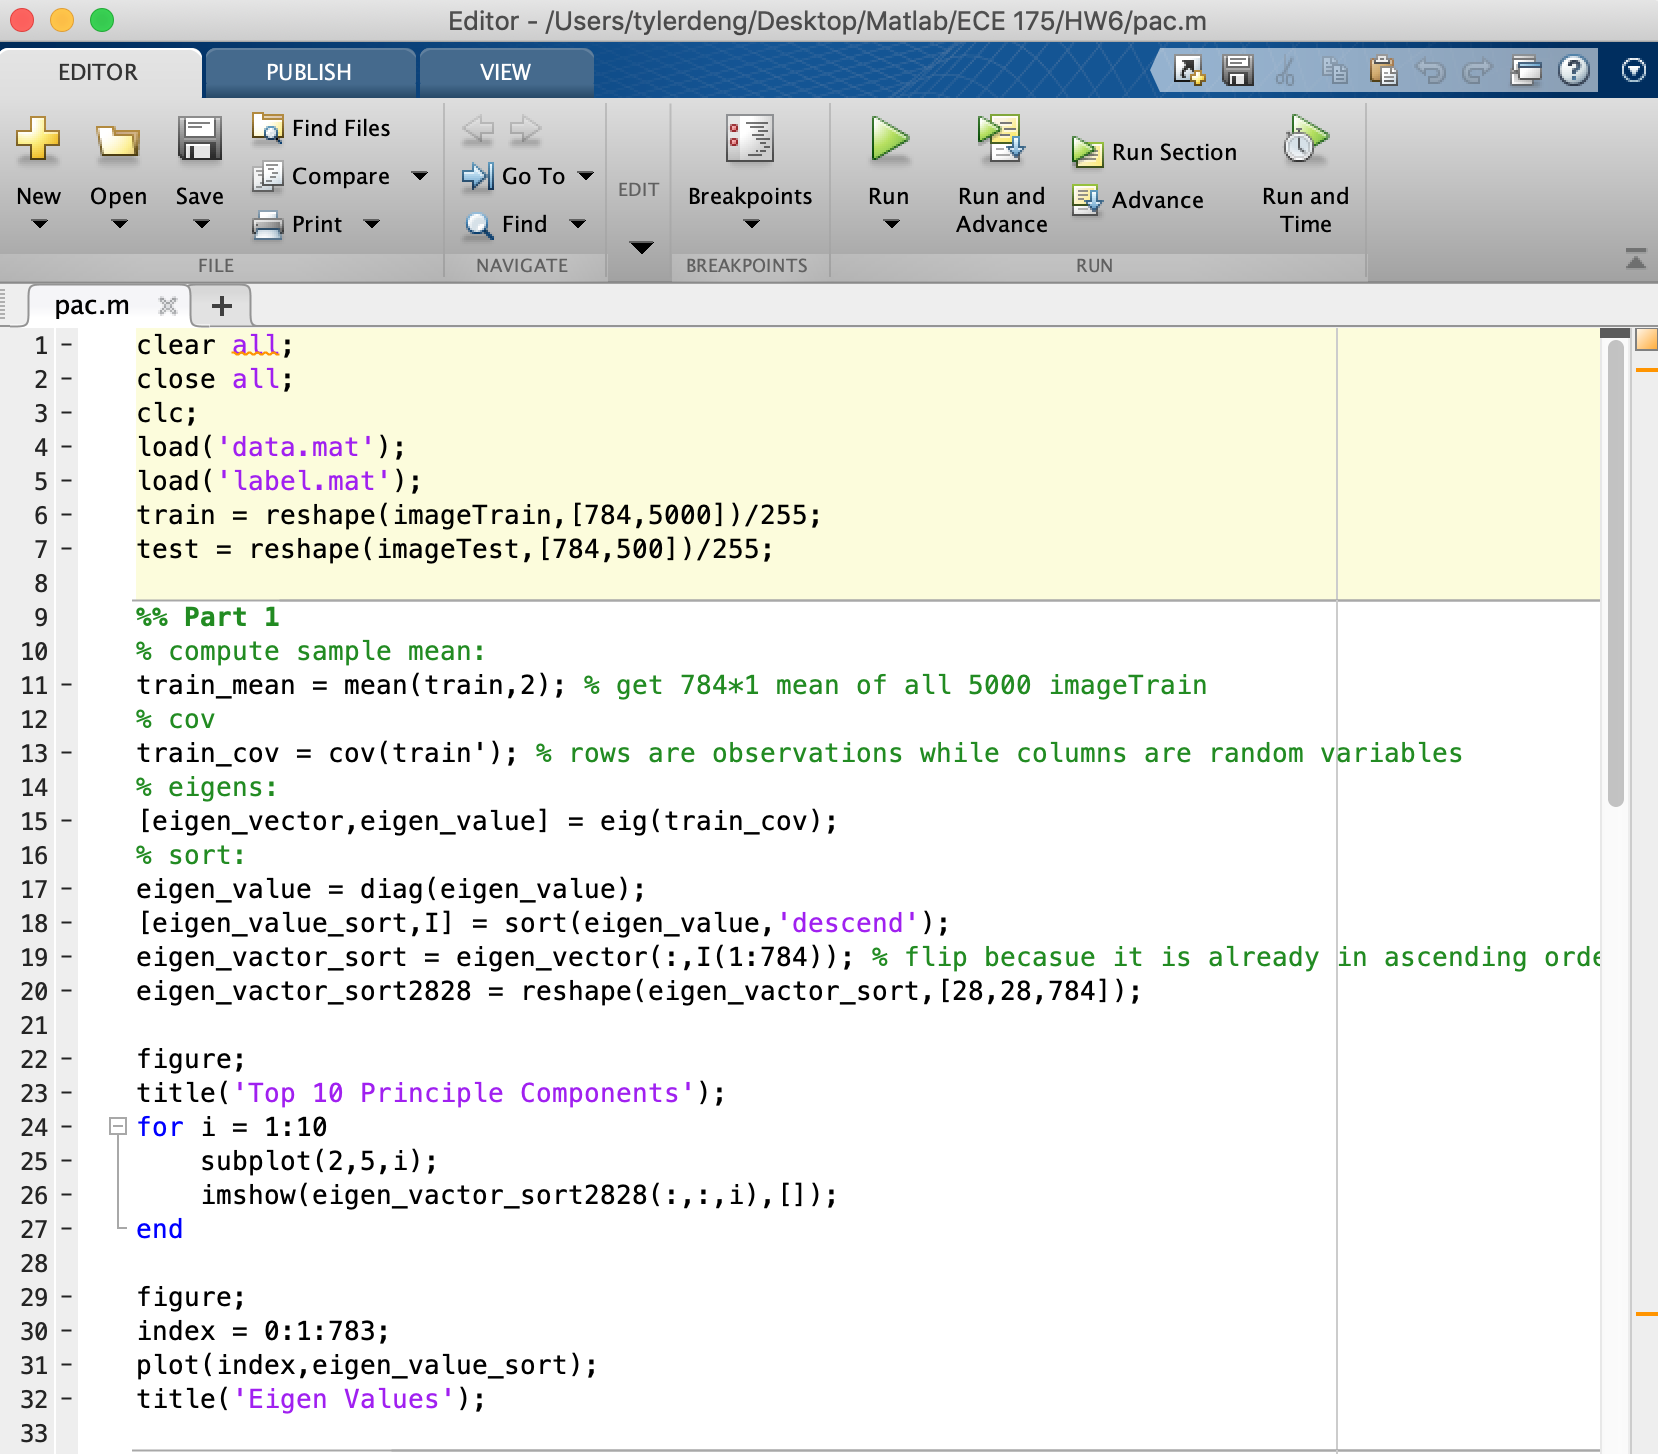 Editor - /Users/tylerdeng/Desktop/Matlab/ECE 175/HW6/pac.m
EDITOR PUBLISH VIEW
New
Open
Save
Find Files
Compare
Print
FILE
Go To
Find
NAVIGATE
EDIT
Breakpoints
BREAKPOINTS
Run
Run and Advance
Run Section
Advance
Run and Time
RUN
pac.m
1 clear all;
2 close all;
3 clc;
4 load('data.mat');
5 load('label.mat');
6 train = reshape(imageTrain,[784,5000])/255;
7 test = reshape(imageTest,[784,500])/255;
8
9 %% Part 1
10 % compute sample mean:
11 train_mean = mean(train,2); % get 784*1 mean of all 5000 imageTrain
12 % cov
13 train_cov = cov(train'); % rows are observations while columns are random variables
14 % eigens:
15 [eigen_vector,eigen_value] = eig(train_cov);
16 % sort:
17 eigen_value = diag(eigen_value);
18 [eigen_value_sort,I] = sort(eigen_value,'descend');
19 eigen_vactor_sort = eigen_vector(:,I(1:784)); % flip becasue it is already in ascending orde
20 eigen_vactor_sort2828 = reshape(eigen_vactor_sort,[28,28,784]);
21
22 figure;
23 title('Top 10 Principle Components');
24 for i = 1:10
25 subplot(2,5,i);
26 imshow(eigen_vactor_sort2828(:,:,i),[]);
27 end
28
29 figure;
30 index = 0:1:783;
31 plot(index,eigen_value_sort);
32 title('Eigen Values');
33